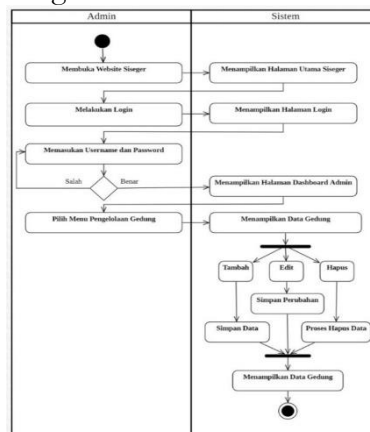 Admin Sistem
Membuka Website Siseger Menampilkan Halaman Utama Siseger
Melakukan Login Menampilkan Halaman Login
Memasukan Username dan Password
Salah Benar
Menampilkan Halaman Dashboard Admin
Pilih Menu Pengelolaan Gedung Menampilkan Data Gedung
Tambah Edit Hapus
Simpan Perubahan
Simpan Data Proses Hapus Data
Menampilkan Data Gedung